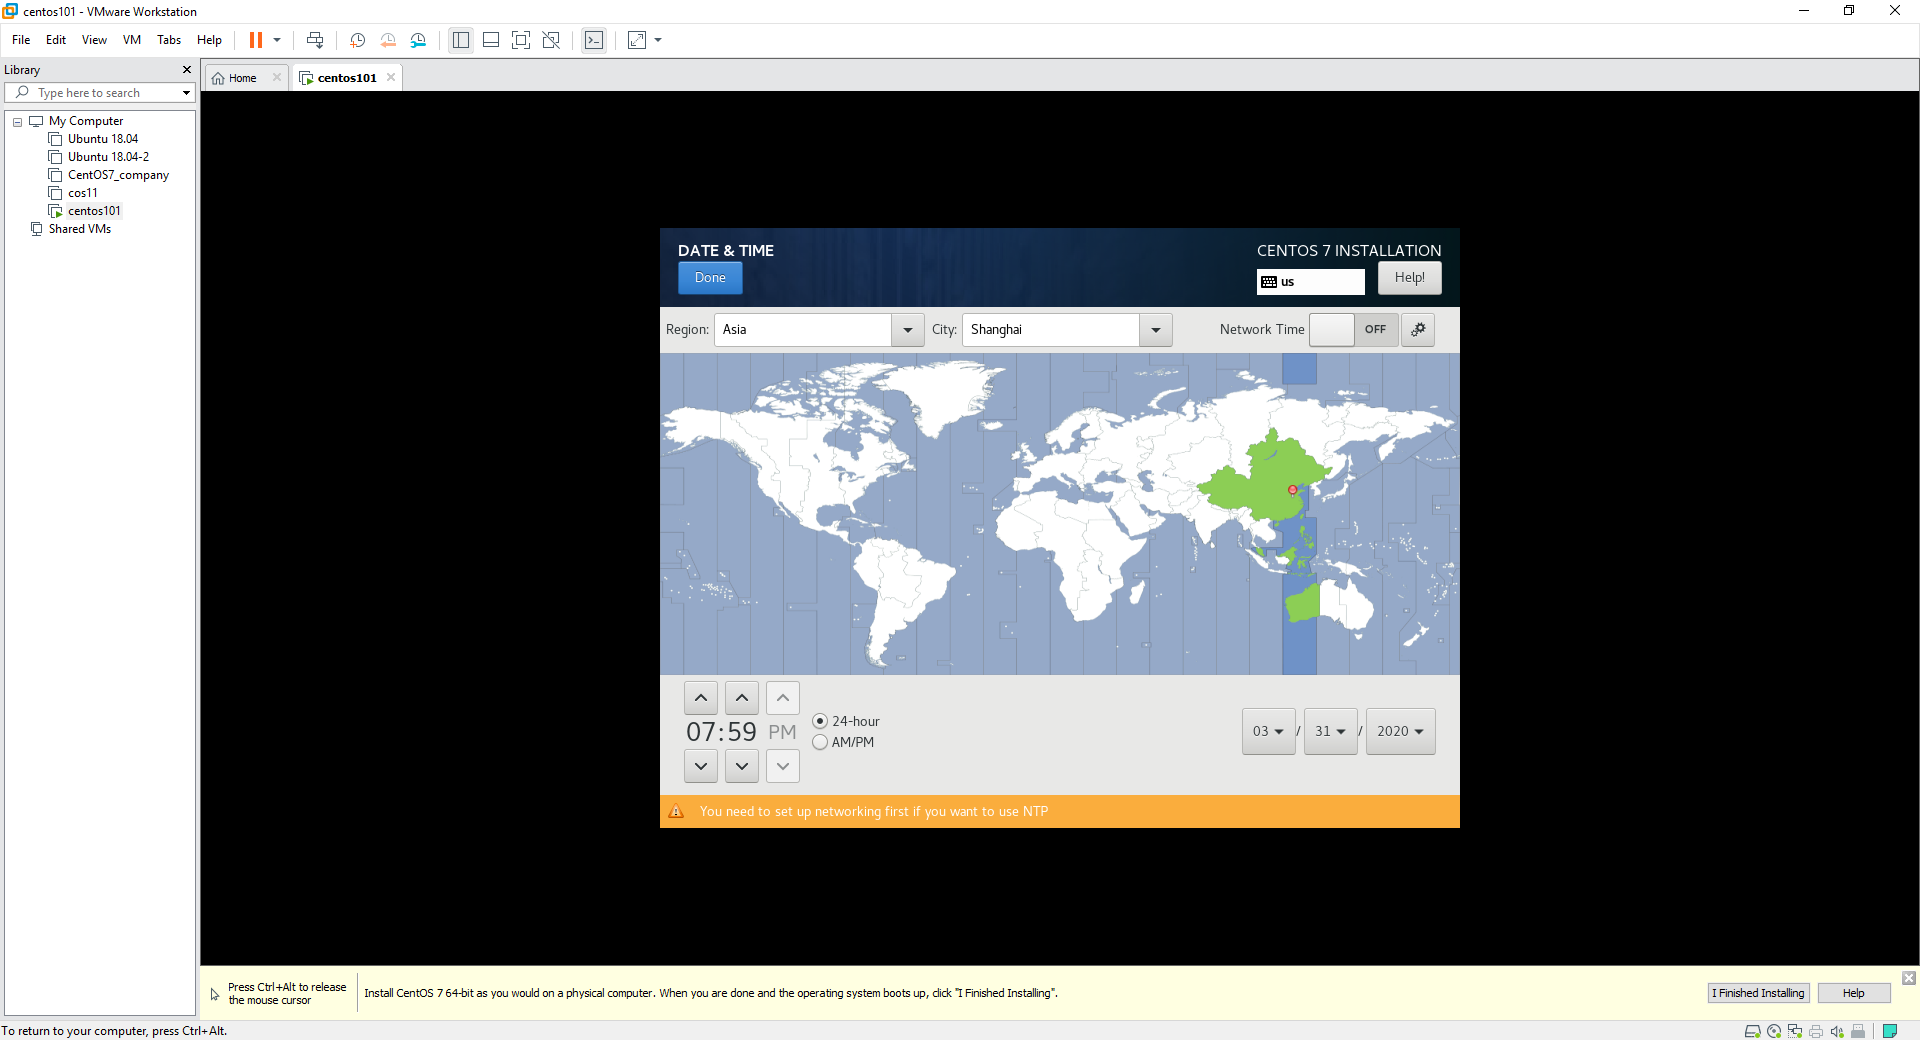 centos101 - VMware Workstation
File Edit View VM Tabs Help
Library
Type here to search
My Computer
Ubuntu 18.04
Ubuntu 18.04-2
CentOS7_company
cos11
centos101
Shared VMs
Home
centos101
DATE & TIME
CENTOS 7 INSTALLATION
Done
us
Help!
Region: Asia City: Shanghai Network Time OFF
07:59 PM
24-hour
AM/PM
03 / 31 / 2020
You need to set up networking first if you want to use NTP
Press Ctrl+Alt to release
the mouse cursor
Install CentOS 7 64-bit as you would on a physical computer. When you are done and the operating system boots up, click "I Finished Installing".
I Finished Installing
Help
To return to your computer, press Ctrl+Alt.